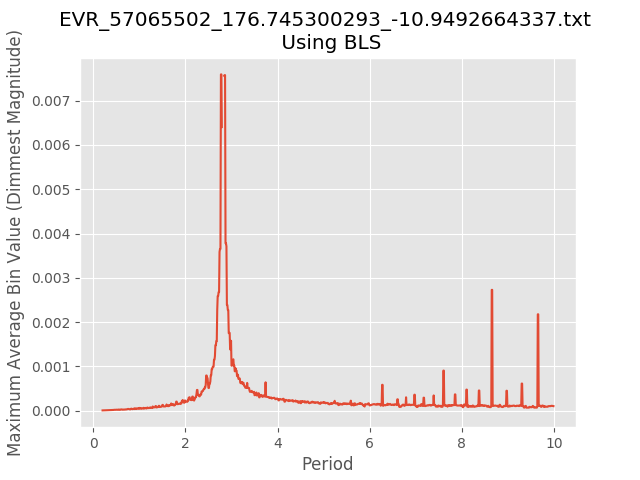 EVR_57065502_176.745300293_-10.9492664337.txt
Using BLS
Maximum Average Bin Value (Dimmest Magnitude)
0.007
0.006
0.005
0.004
0.003
0.002
0.001
0.000
0 2 4 6 8 10
Period